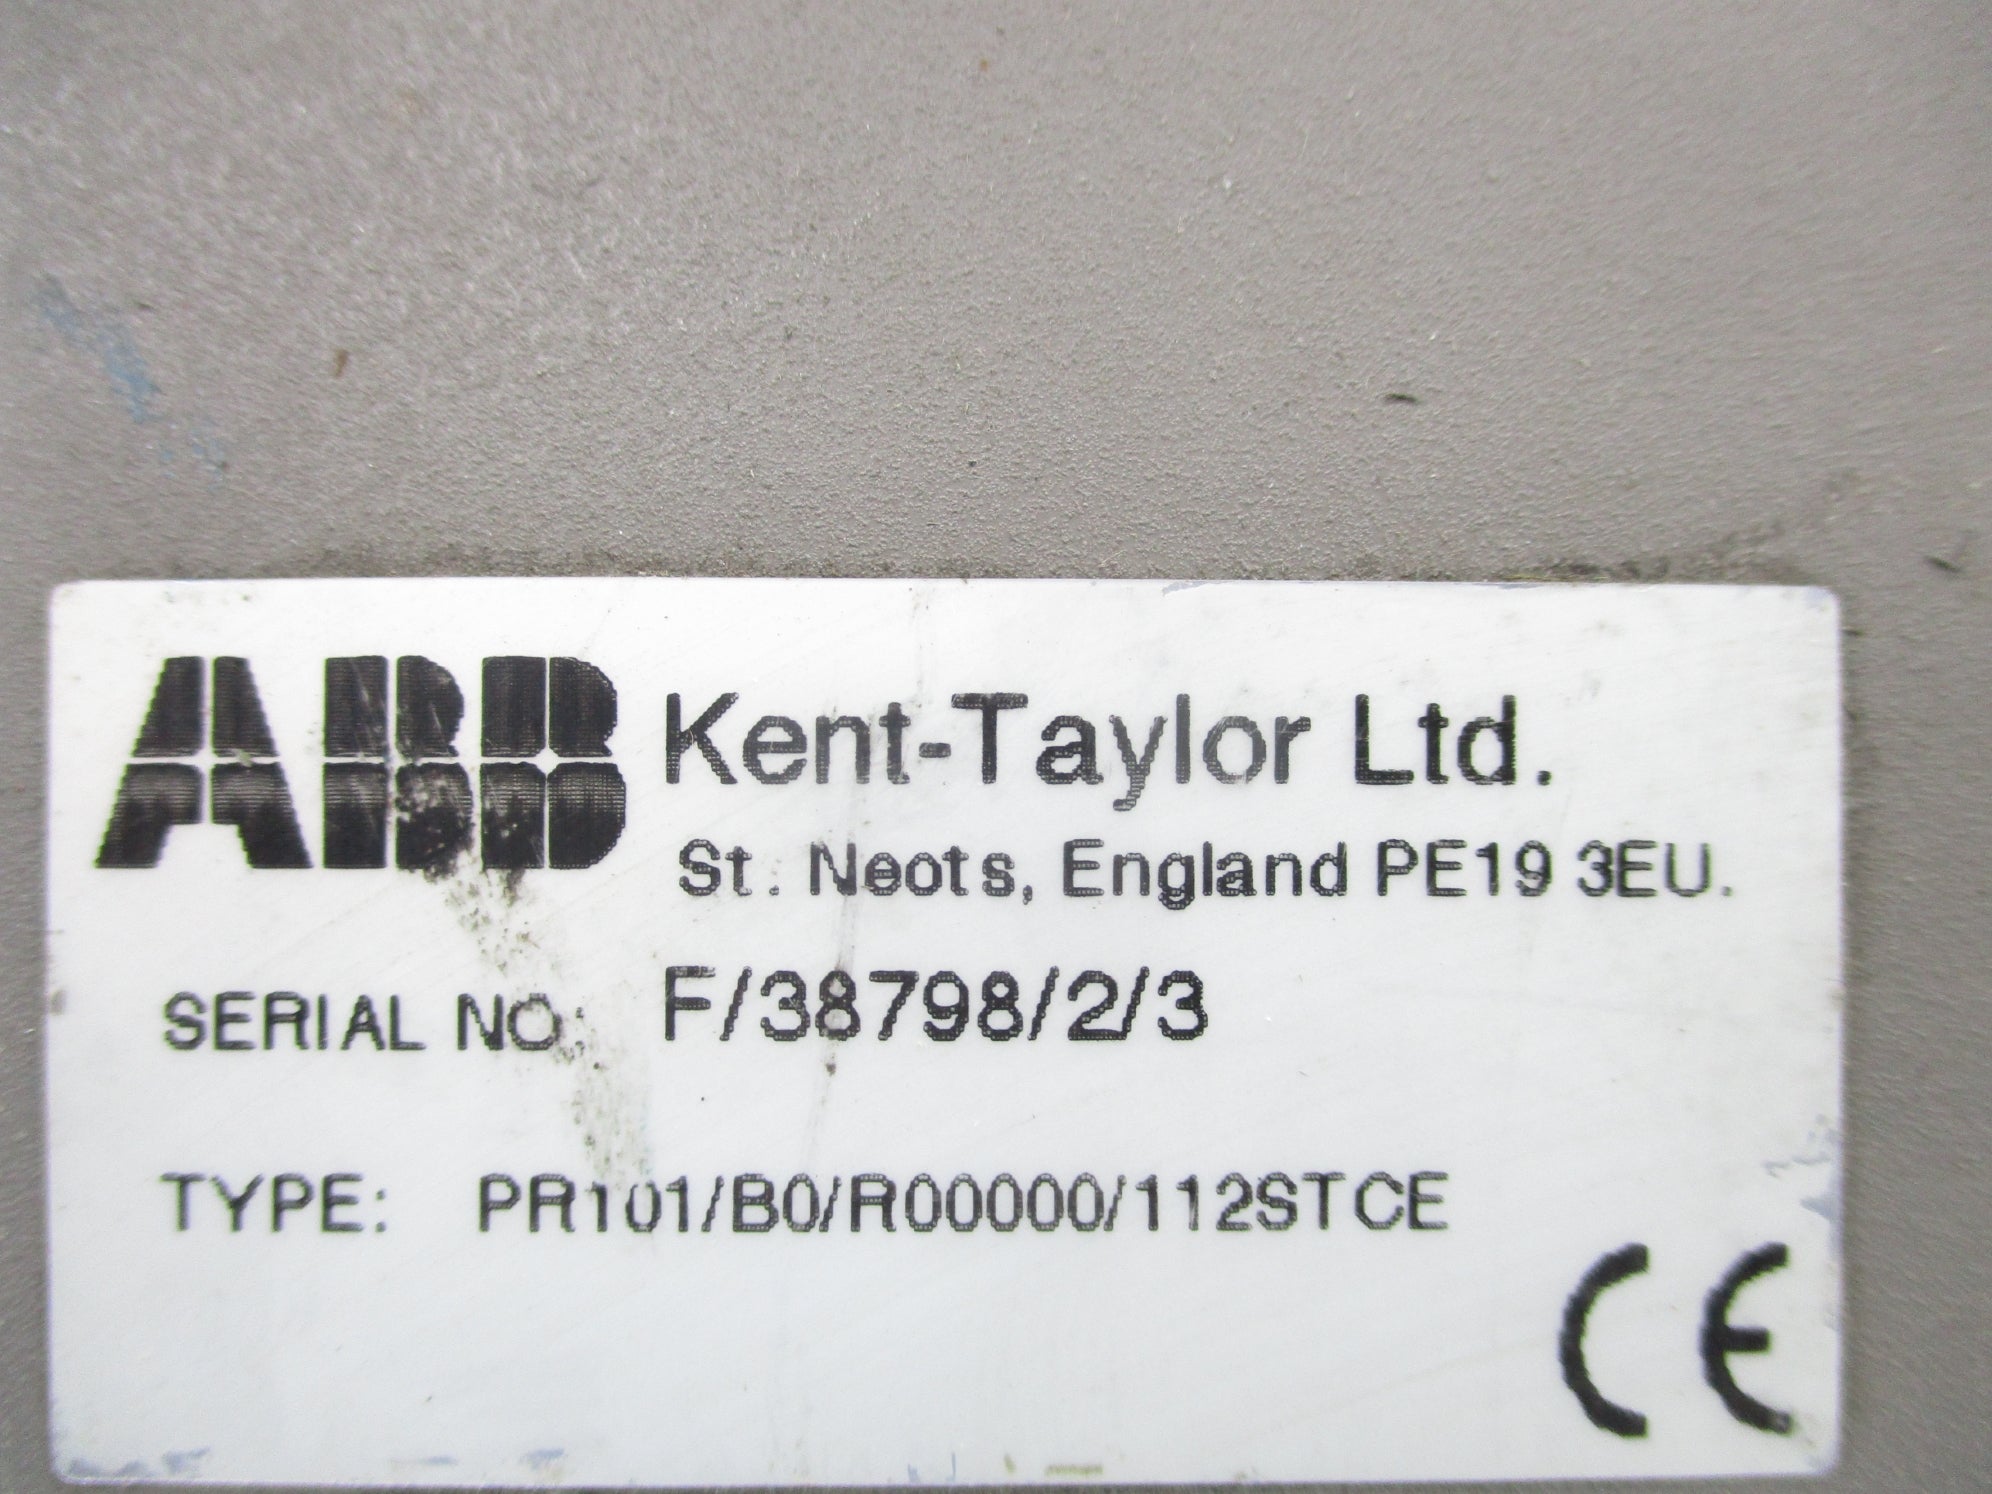 ABB Kent-Taylor Ltd.
St. Neots, England PE19 3EU.
SERIAL NO: F/38798/2/3
TYPE: PR101/B0/R00000/112STCE
CE